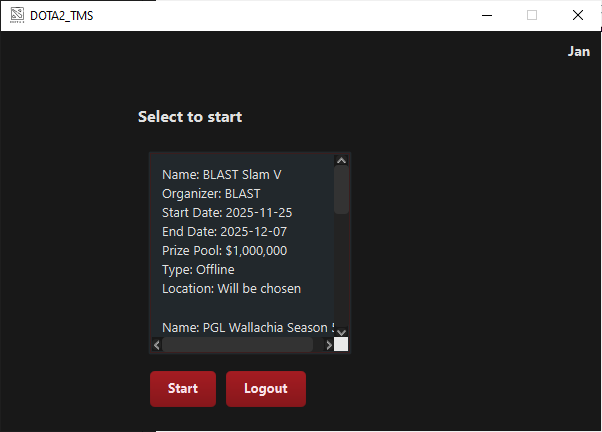 DOTA2_TMS
Jan
Select to start
Name: BLAST Slam V
Organizer: BLAST
Start Date: 2025-11-25
End Date: 2025-12-07
Prize Pool: $1,000,000
Type: Offline
Location: Will be chosen
Name: PGL Wallachia Season
Start
Logout